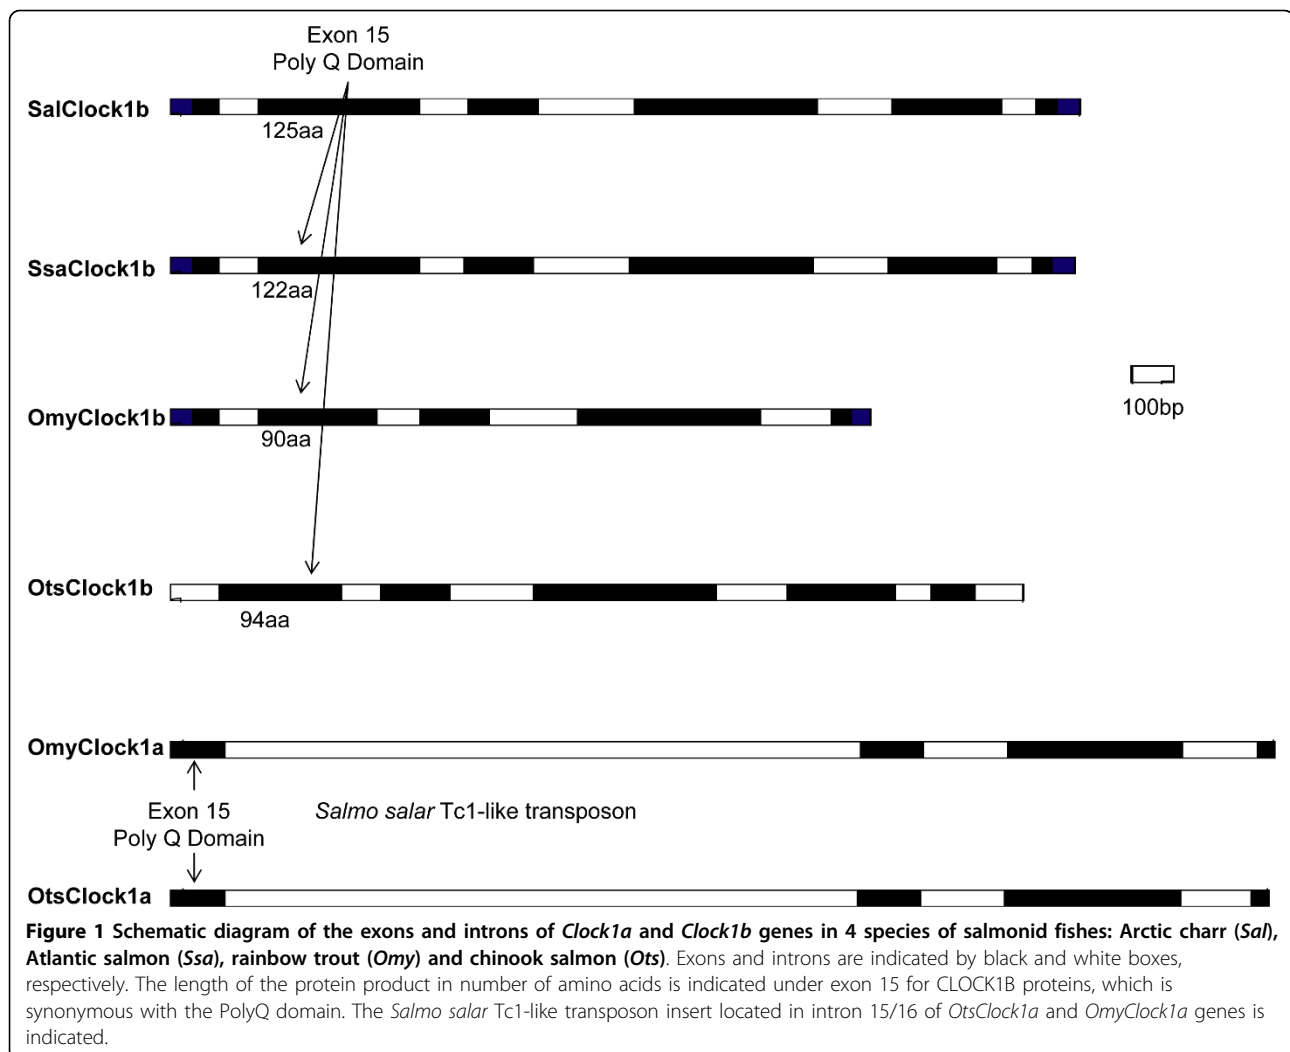 Exon 15
Poly Q Domain
SalClock1b
125aa
SsaClock1b
122aa
100bp
OmyClock1b
90aa
OtsClock1b
94aa
OmyClock1a
Exon 15
Poly Q Domain
Salmo salar Tc1-like transposon
OtsClock1a
Figure 1 Schematic diagram of the exons and introns of Clock1a and Clock1b genes in 4 species of salmonid fishes: Arctic charr (Sal),
Atlantic salmon (Ssa), rainbow trout (Omy) and chinook salmon (Ots). Exons and introns are indicated by black and white boxes,
respectively. The length of the protein product in number of amino acids is indicated under exon 15 for CLOCK1B proteins, which is
synonymous with the PolyQ domain. The Salmo salar Tc1-like transposon insert located in intron 15/16 of OtsClock1a and OmyClock1a genes is
indicated.